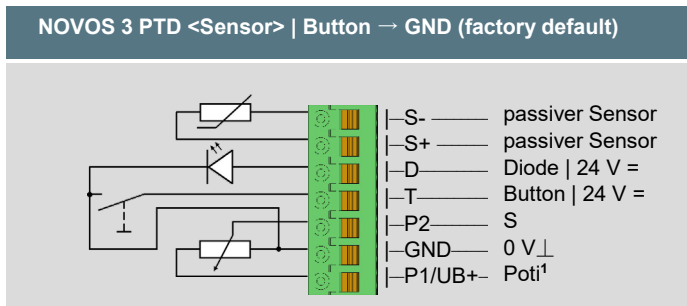 NOVOS 3 PTD <Sensor> | Button → GND (factory default)
|—S- ——— passiver Sensor
|—S+ ——— passiver Sensor
|—D——— Diode | 24 V =
|—T——— Button | 24 V =
|—P2——— S
|—GND—— 0 V⊥
|—P1/UB+– Poti¹